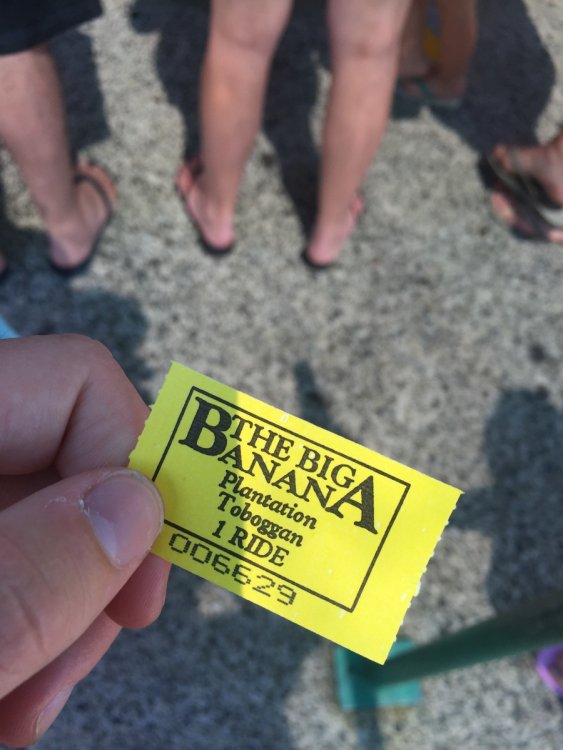 THE BIG
BANANA
Plantation
Toboggan
1 RIDE
006629